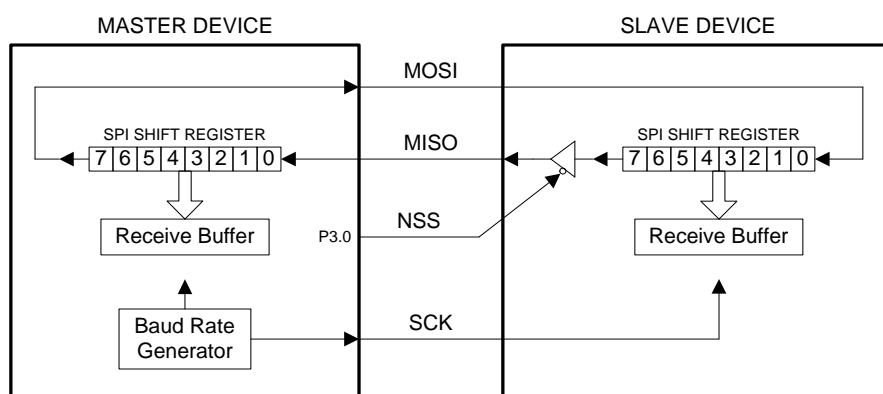 MASTER DEVICE
SLAVE DEVICE
MOSI
SPI SHIFT REGISTER
MISO
SPI SHIFT REGISTER
7 6 5 4 3 2 1 0
7 6 5 4 3 2 1 0
Receive Buffer
P3.0
NSS
Receive Buffer
Baud Rate
Generator
SCK